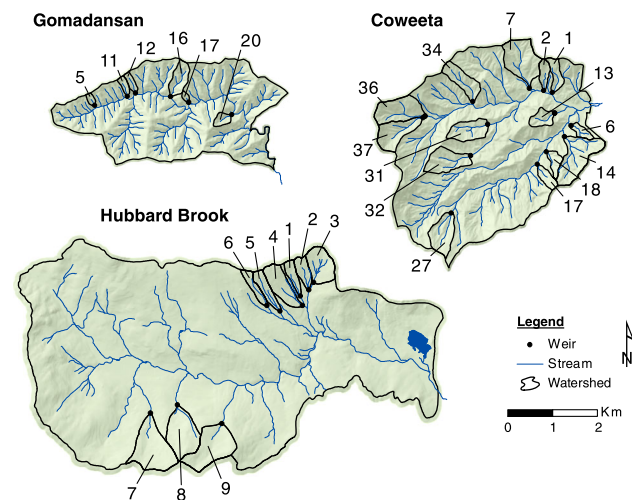 Gomadansan
5
11
12
16
17
20
Coweeta
7
2
1
34
13
36
6
37
31
14
32
18
17
27
Hubbard Brook
6
5
4
1
2
3
7
8
9
Legend
Weir
Stream
Watershed
N
Km
0 1 2